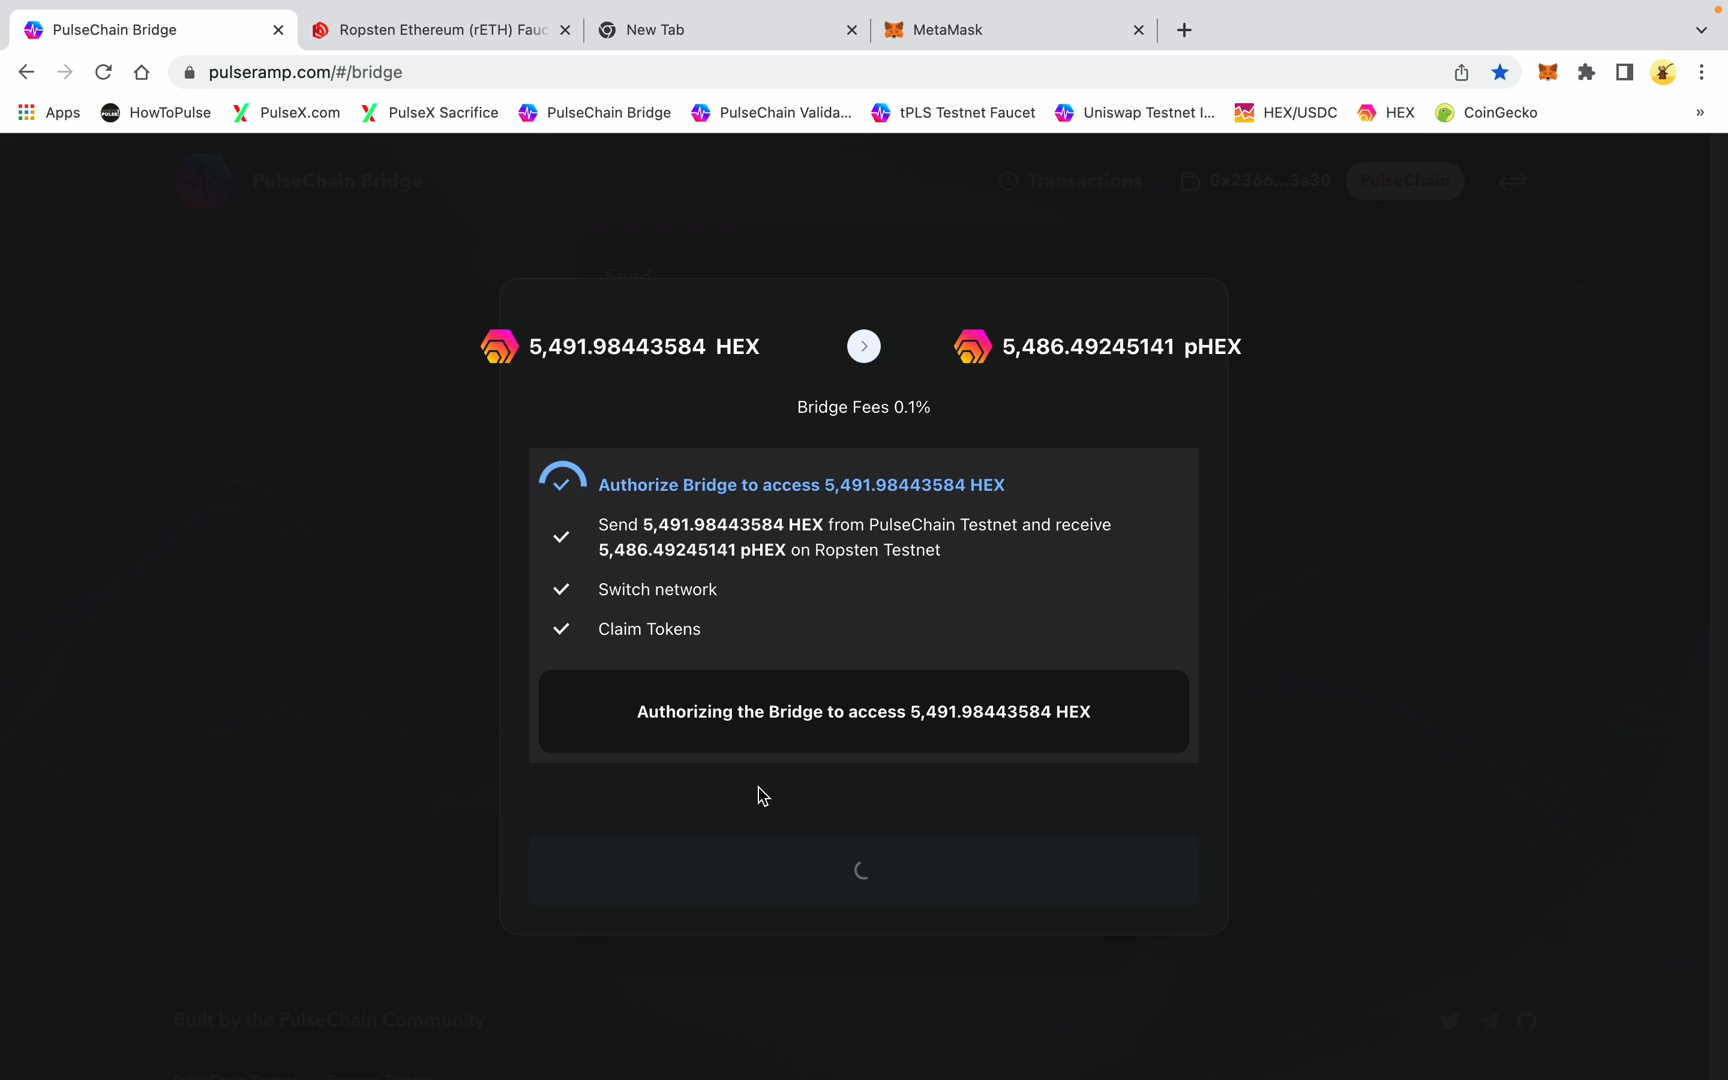 PulseChain Bridge
Ropsten Ethereum (rETH) Fauc
New Tab
MetaMask
pulseramp.com/#/bridge
Apps
HowToPulse
PulseX.com
PulseX Sacrifice
PulseChain Bridge
PulseChain Valida...
tPLS Testnet Faucet
Uniswap Testnet I...
HEX/USDC
HEX
CoinGecko
»
PulseChain Bridge
Transactions
0x2366...3a30
PulseChain
Send
5,491.98443584 HEX
5,486.49245141 pHEX
Bridge Fees 0.1%
Authorize Bridge to access 5,491.98443584 HEX
Send 5,491.98443584 HEX from PulseChain Testnet and receive
5,486.49245141 pHEX on Ropsten Testnet
Switch network
Claim Tokens
Authorizing the Bridge to access 5,491.98443584 HEX
Built by the PulseChain Community